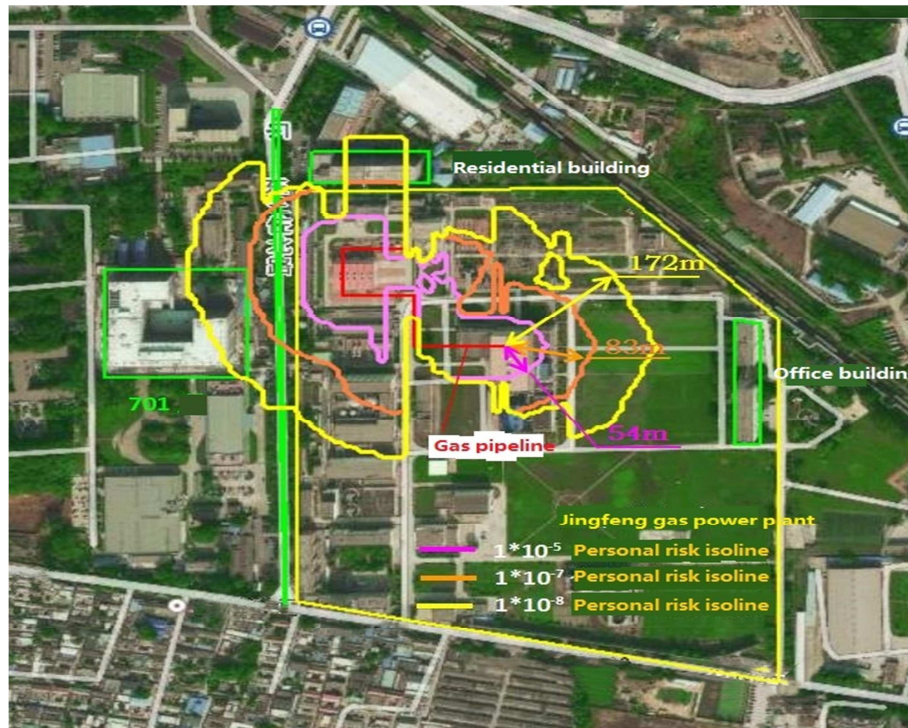 Residential building
172m
83m
Office building
701
54m
Gas pipeline
Jingfeng gas power plant
1*10-5 Personal risk isoline
1*10-7 Personal risk isoline
1*10-8 Personal risk isoline